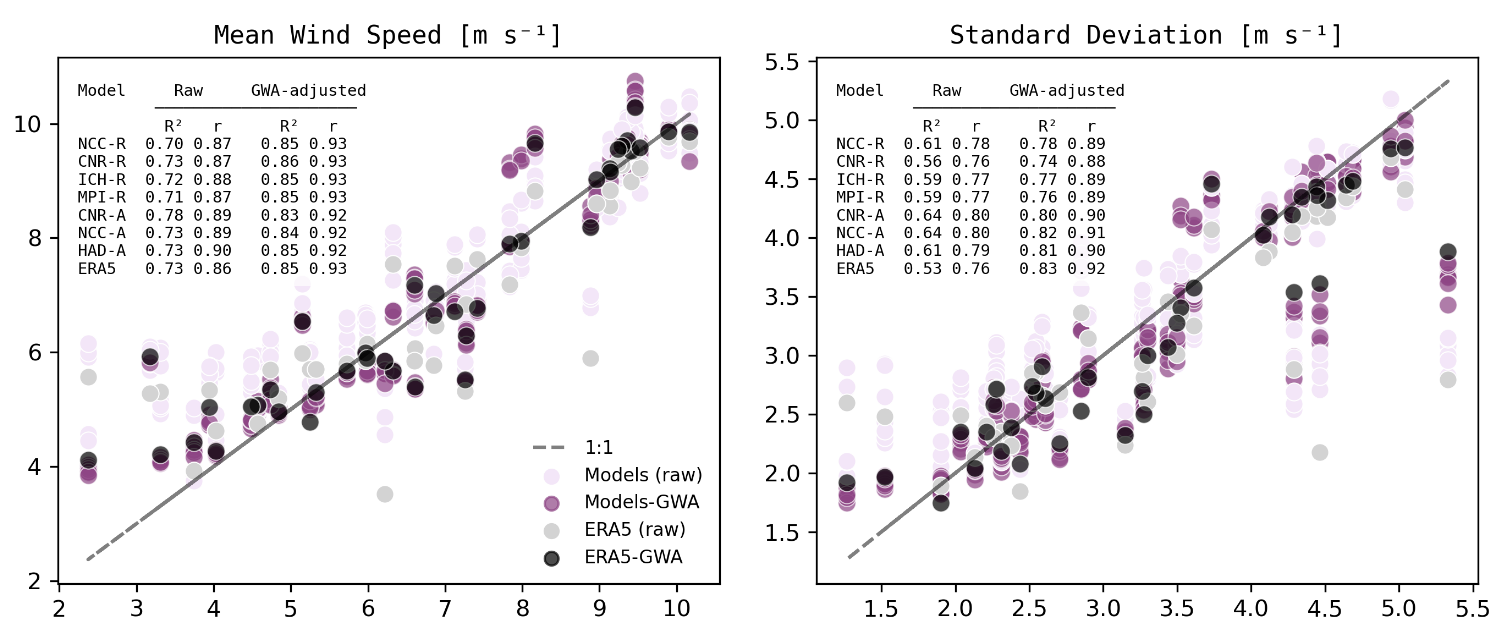 Mean Wind Speed [m s⁻¹]
Model Raw GWA-adjusted
R² r R² r
NCC-R 0.70 0.87 0.85 0.93
CNR-R 0.73 0.87 0.86 0.93
ICH-R 0.72 0.88 0.85 0.93
MPI-R 0.71 0.87 0.85 0.93
CNR-A 0.78 0.89 0.83 0.92
NCC-A 0.73 0.89 0.84 0.92
HAD-A 0.73 0.90 0.85 0.92
ERA5 0.73 0.86 0.85 0.93
10
8
6
4
2
1:1
Models (raw)
Models-GWA
ERA5 (raw)
ERA5-GWA
2 3 4 5 6 7 8 9 10
Standard Deviation [m s⁻¹]
Model Raw GWA-adjusted
R² r R² r
NCC-R 0.61 0.78 0.78 0.89
CNR-R 0.56 0.76 0.74 0.88
ICH-R 0.59 0.77 0.77 0.89
MPI-R 0.59 0.77 0.76 0.89
CNR-A 0.64 0.80 0.80 0.90
NCC-A 0.64 0.80 0.82 0.91
HAD-A 0.61 0.79 0.81 0.90
ERA5 0.53 0.76 0.83 0.92
5.5
5.0
4.5
4.0
3.5
3.0
2.5
2.0
1.5
1.5 2.0 2.5 3.0 3.5 4.0 4.5 5.0 5.5